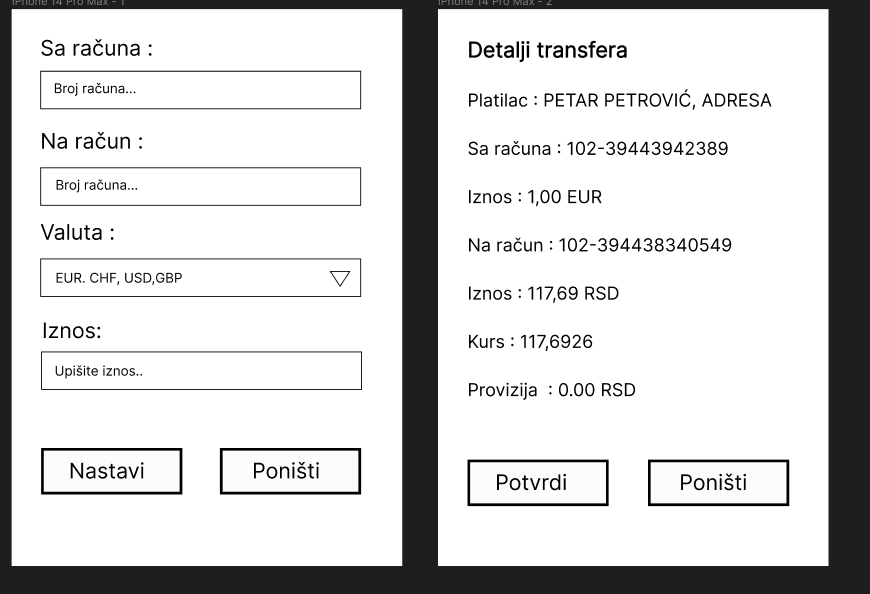 iPhone 14 Pro Max - 1
Sa računa :
Broj računa...
Na račun :
Broj računa...
Valuta :
EUR. CHF, USD,GBP
Iznos:
Upišite iznos..
Nastavi
Poništi
iPhone 14 Pro Max - 2
Detalji transfera
Platilac : PETAR PETROVIĆ, ADRESA
Sa računa : 102-39443942389
Iznos : 1,00 EUR
Na račun : 102-394438340549
Iznos : 117,69 RSD
Kurs : 117,6926
Provizija  : 0.00 RSD
Potvrdi
Poništi